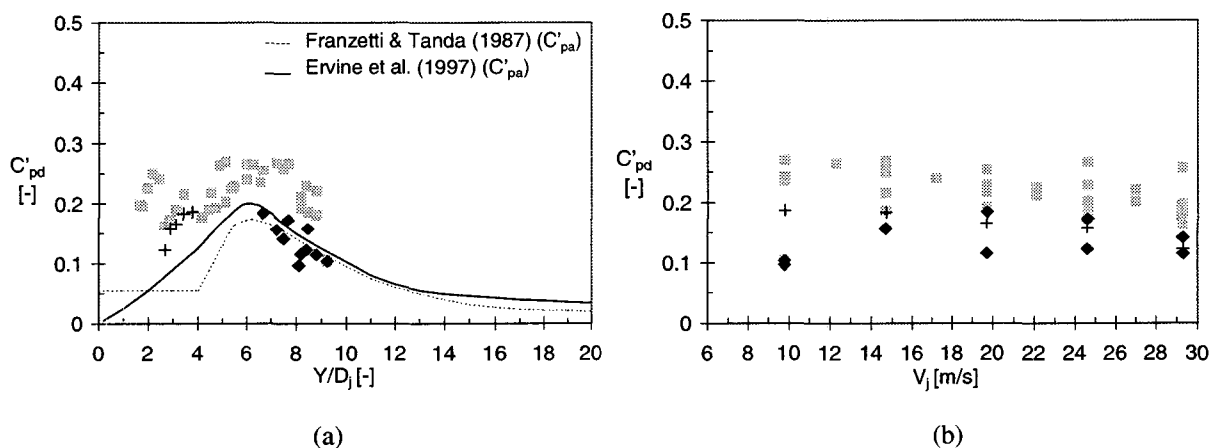 0.5
0.4
0.3
C'pd
[-]
0.2
0.1
0
Franzetti & Tanda (1987) (C'pa)
Ervine et al. (1997) (C'pa)
0 2 4 6 8 10 12 14 16 18 20
Y/Dj [-]
(a)
0.5
0.4
0.3
C'pd
[-]
0.2
0.1
0
6 8 10 12 14 16 18 20 22 24 26 28 30
Vj [m/s]
(b)